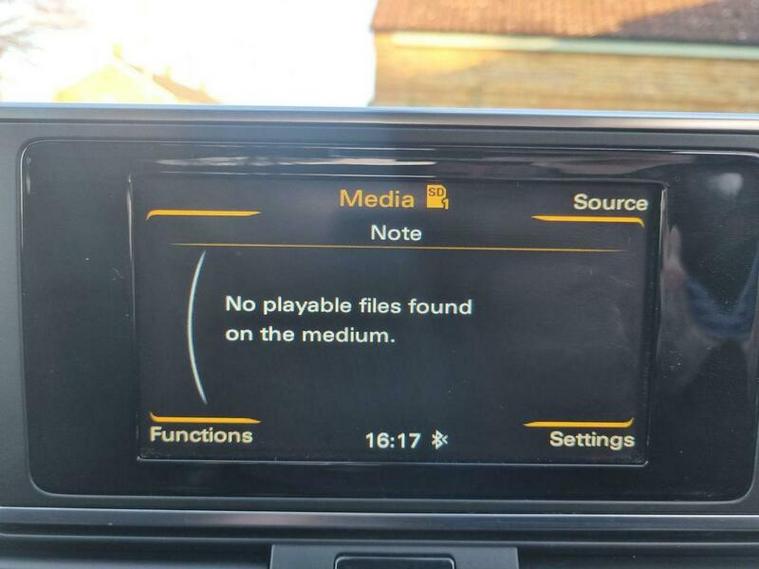 Media SD 1
Source
Note
No playable files found
on the medium.
Functions
16:17
Settings